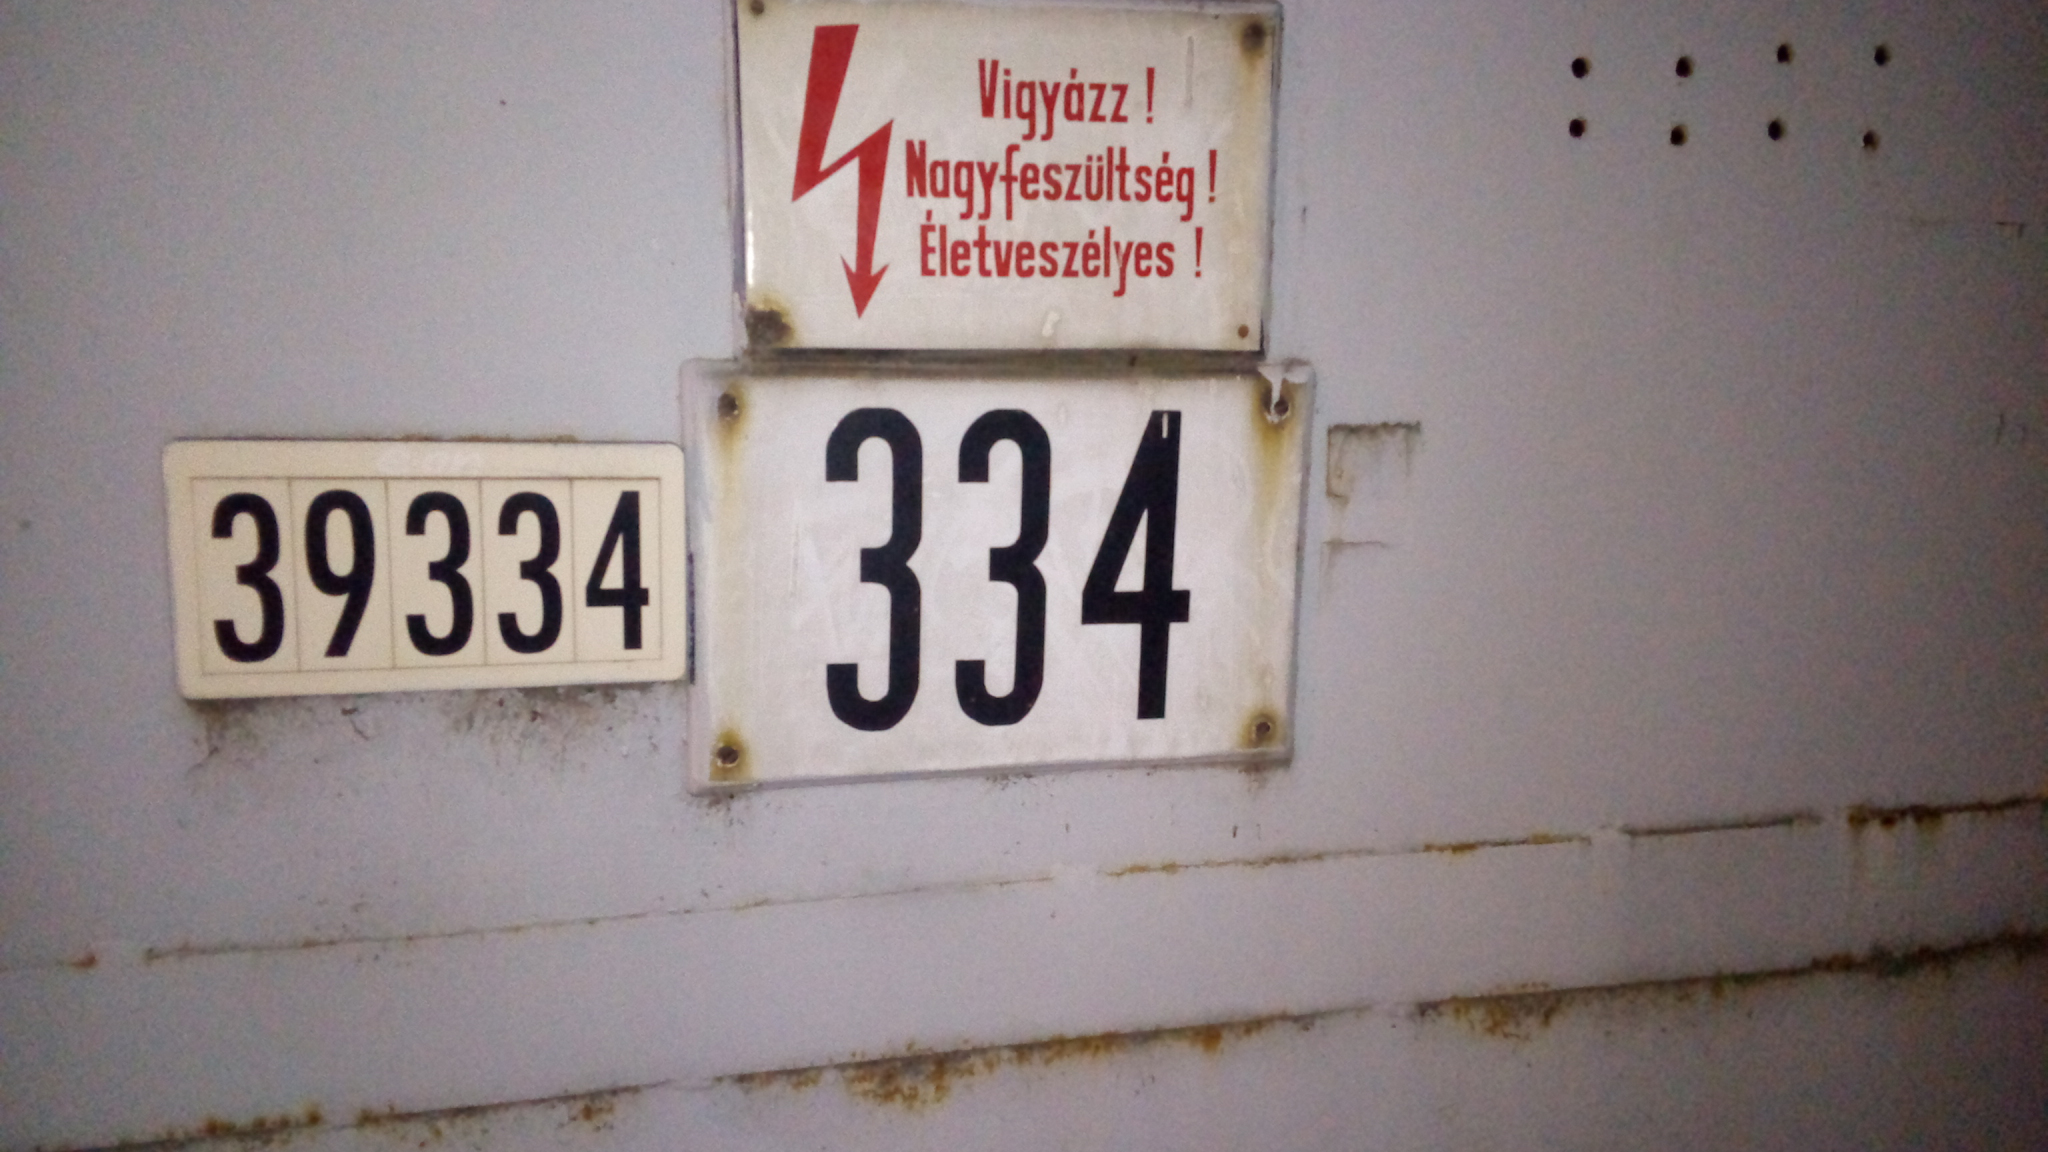 Vigyázz !
Nagyfeszültség !
Életveszélyes !
39334
334